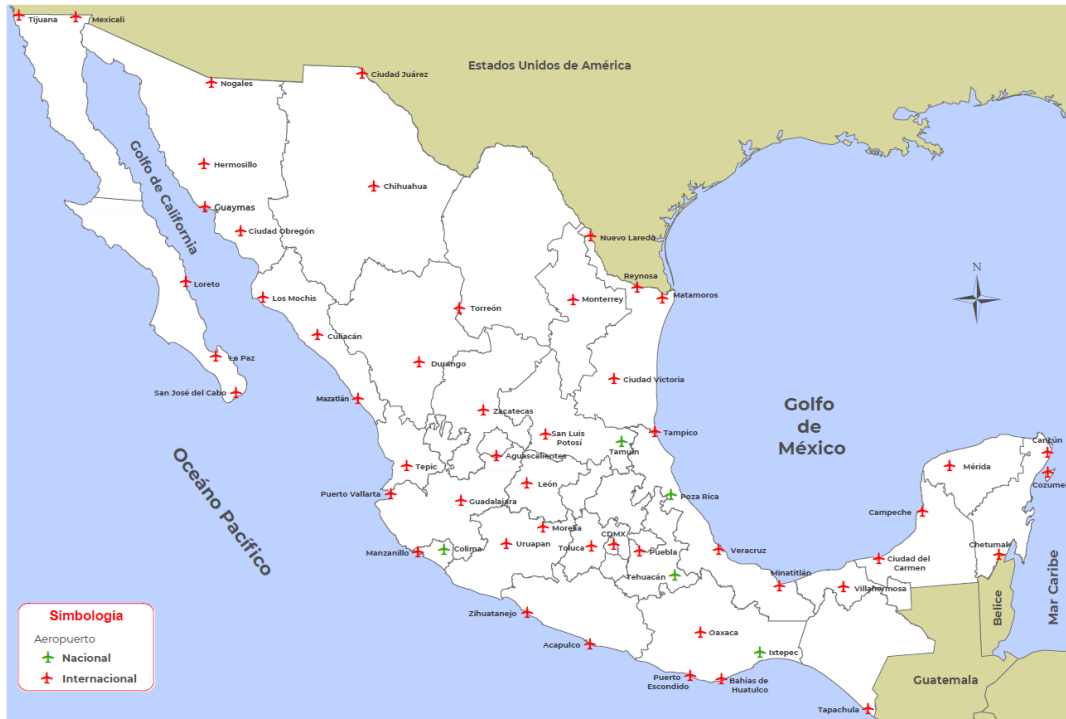 Tijuana
Mexicali
Ciudad Juárez
Estados Unidos de América
Nogales
Golfo de California
Hermosillo
Chihuahua
Guaymas
Ciudad Obregón
Nuevo Laredo
N
Loreto
Los Mochis
Reynosa
Monterrey
Matamoros
Torreón
Culiacán
La Paz
Durango
San José del Cabo
Mazatlán
Ciudad Victoria
Zacatecas
Golfo
de
México
San Luis
Potosí
Tampico
Tamuín
Cancún
Océano Pacífico
Tepic
Aguascalientes
Mérida
Cozumel
León
Puerto Vallarta
Guadalajara
Poza Rica
Campeche
Morelia
CDMX
Manzanillo
Colima
Uruapan
Toluca
Puebla
Veracruz
Chetumal
Ciudad del
Carmen
Mar Caribe
Tehuacán
Minatitlán
Villahermosa
Belice
Zihuatanejo
Simbología
Aeropuerto
Nacional
Internacional
Acapulco
Oaxaca
Ixtepec
Puerto
Escondido
Bahías de
Huatulco
Guatemala
Tapachula